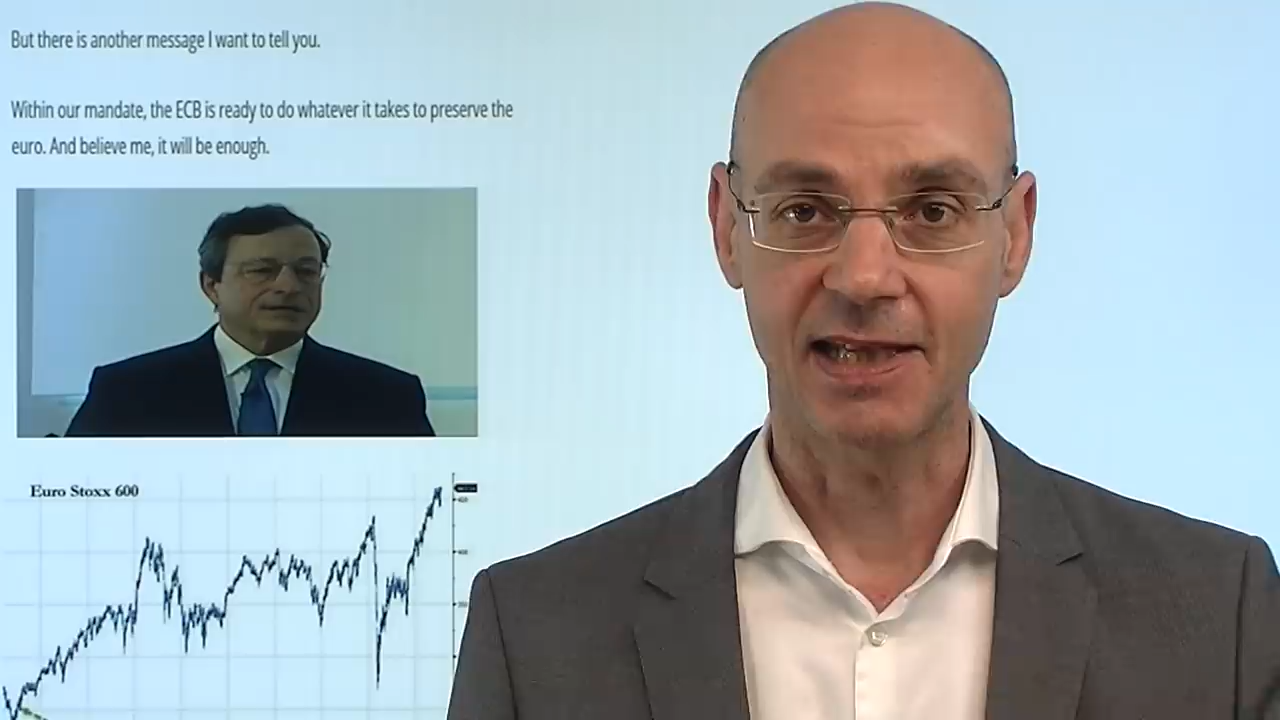 But there is another message I want to tell you.
Within our mandate, the ECB is ready to do whatever it takes to preserve the
euro. And believe me, it will be enough.
Euro Stoxx 600